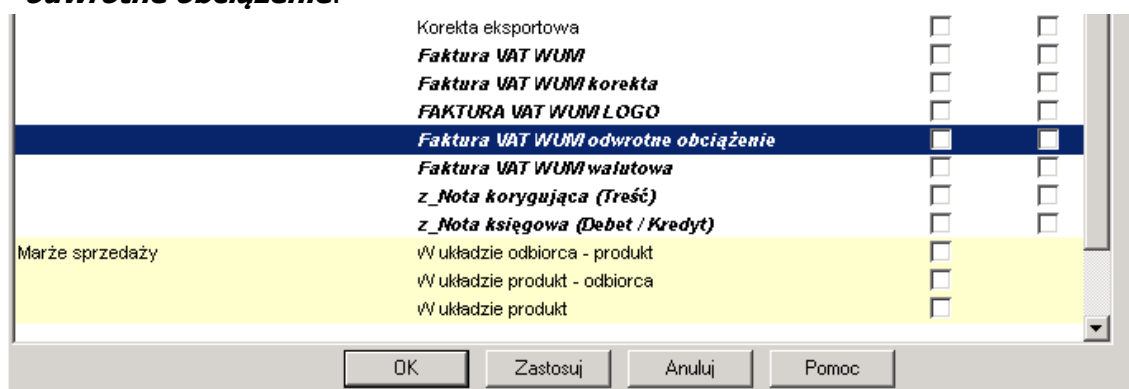 odwrotne obciążenie.
Korekta eksportowa
Faktura VAT WUM
Faktura VAT WUM korekta
FAKTURA VAT WUM LOGO
Faktura VAT WUM odwrotne obciążenie
Faktura VAT WUM walutowa
z_Nota korygująca (Treść)
z_Nota księgowa (Debet / Kredyt)
Marże sprzedaży W układzie odbiorca - produkt
W układzie produkt - odbiorca
W układzie produkt
OK Zastosuj Anuluj Pomoc